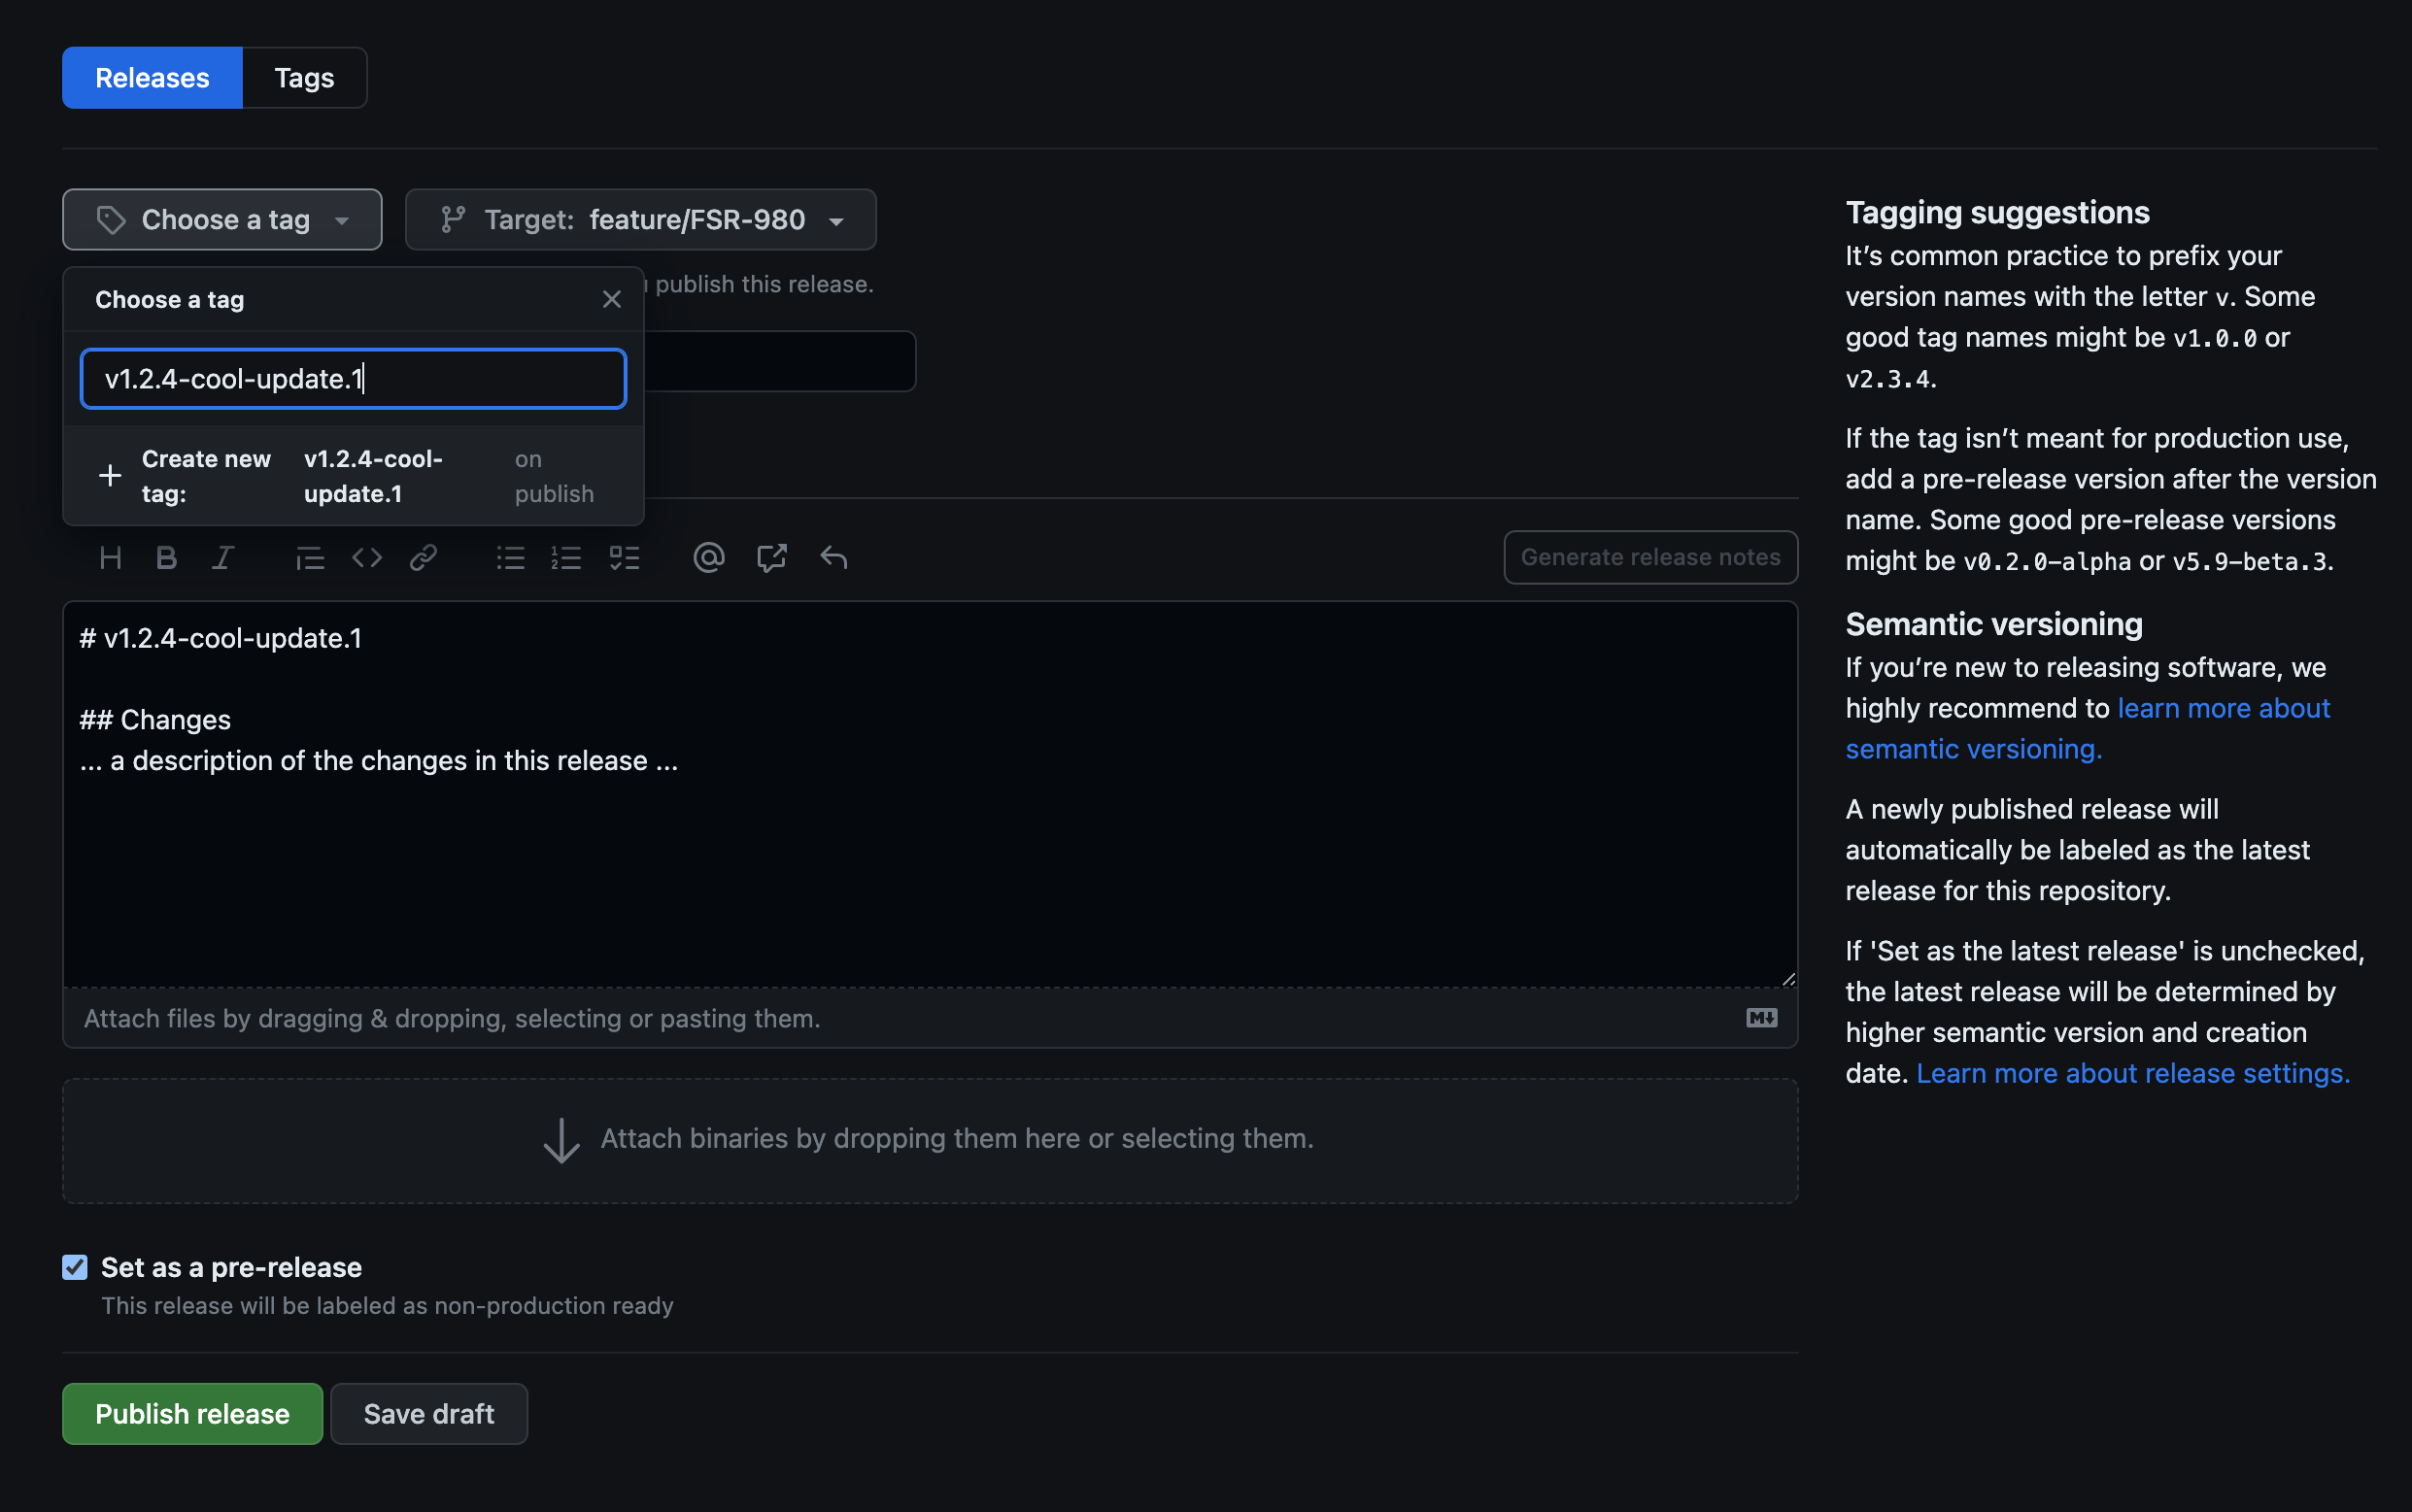 Releases
Tags
Choose a tag
Target: feature/FSR-980
Choose a tag
publish this release.
v1.2.4-cool-update.1
Create new tag:
v1.2.4-cool-update.1
on publish
Generate release notes
# v1.2.4-cool-update.1
## Changes
... a description of the changes in this release ...
Attach files by dragging & dropping, selecting or pasting them.
Attach binaries by dropping them here or selecting them.
Set as a pre-release
This release will be labeled as non-production ready
Publish release
Save draft
Tagging suggestions
It’s common practice to prefix your
version names with the letter v. Some
good tag names might be v1.0.0 or
v2.3.4.
If the tag isn’t meant for production use,
add a pre-release version after the version
name. Some good pre-release versions
might be v0.2.0-alpha or v5.9-beta.3.
Semantic versioning
If you’re new to releasing software, we
highly recommend to learn more about
semantic versioning.
A newly published release will
automatically be labeled as the latest
release for this repository.
If 'Set as the latest release' is unchecked,
the latest release will be determined by
higher semantic version and creation
date. Learn more about release settings.